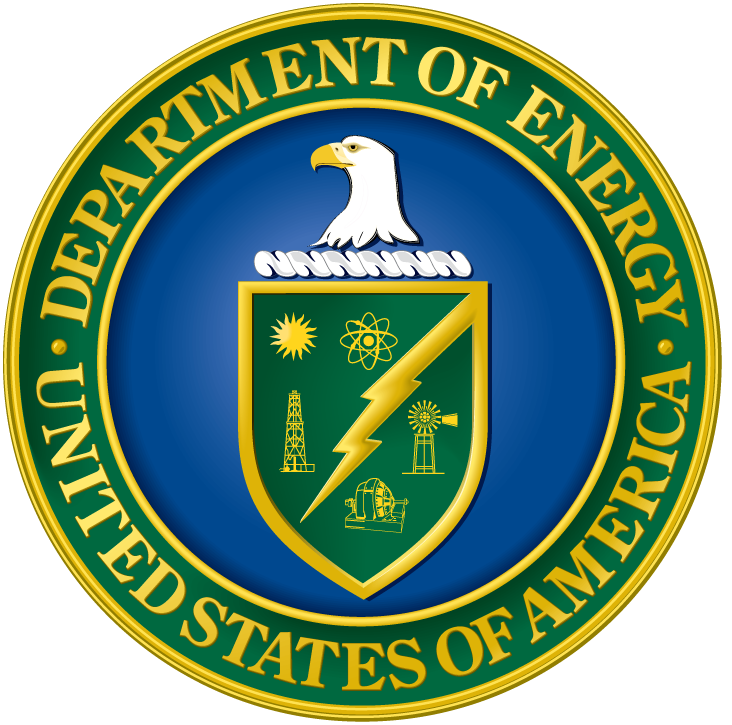 DEPARTMENT OF ENERGY
UNITED STATES OF AMERICA